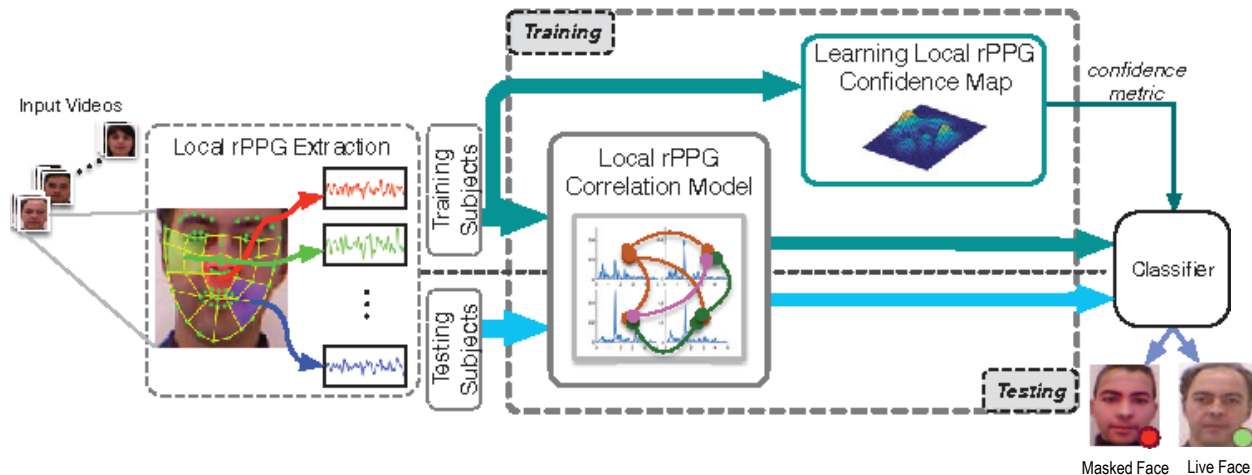 Training
Learning Local rPPG
Confidence Map
confidence
metric
Input Videos
Local rPPG Extraction
Training
Subjects
Local rPPG
Correlation Model
Classifier
Testing
Subjects
Testing
Masked Face
Live Face